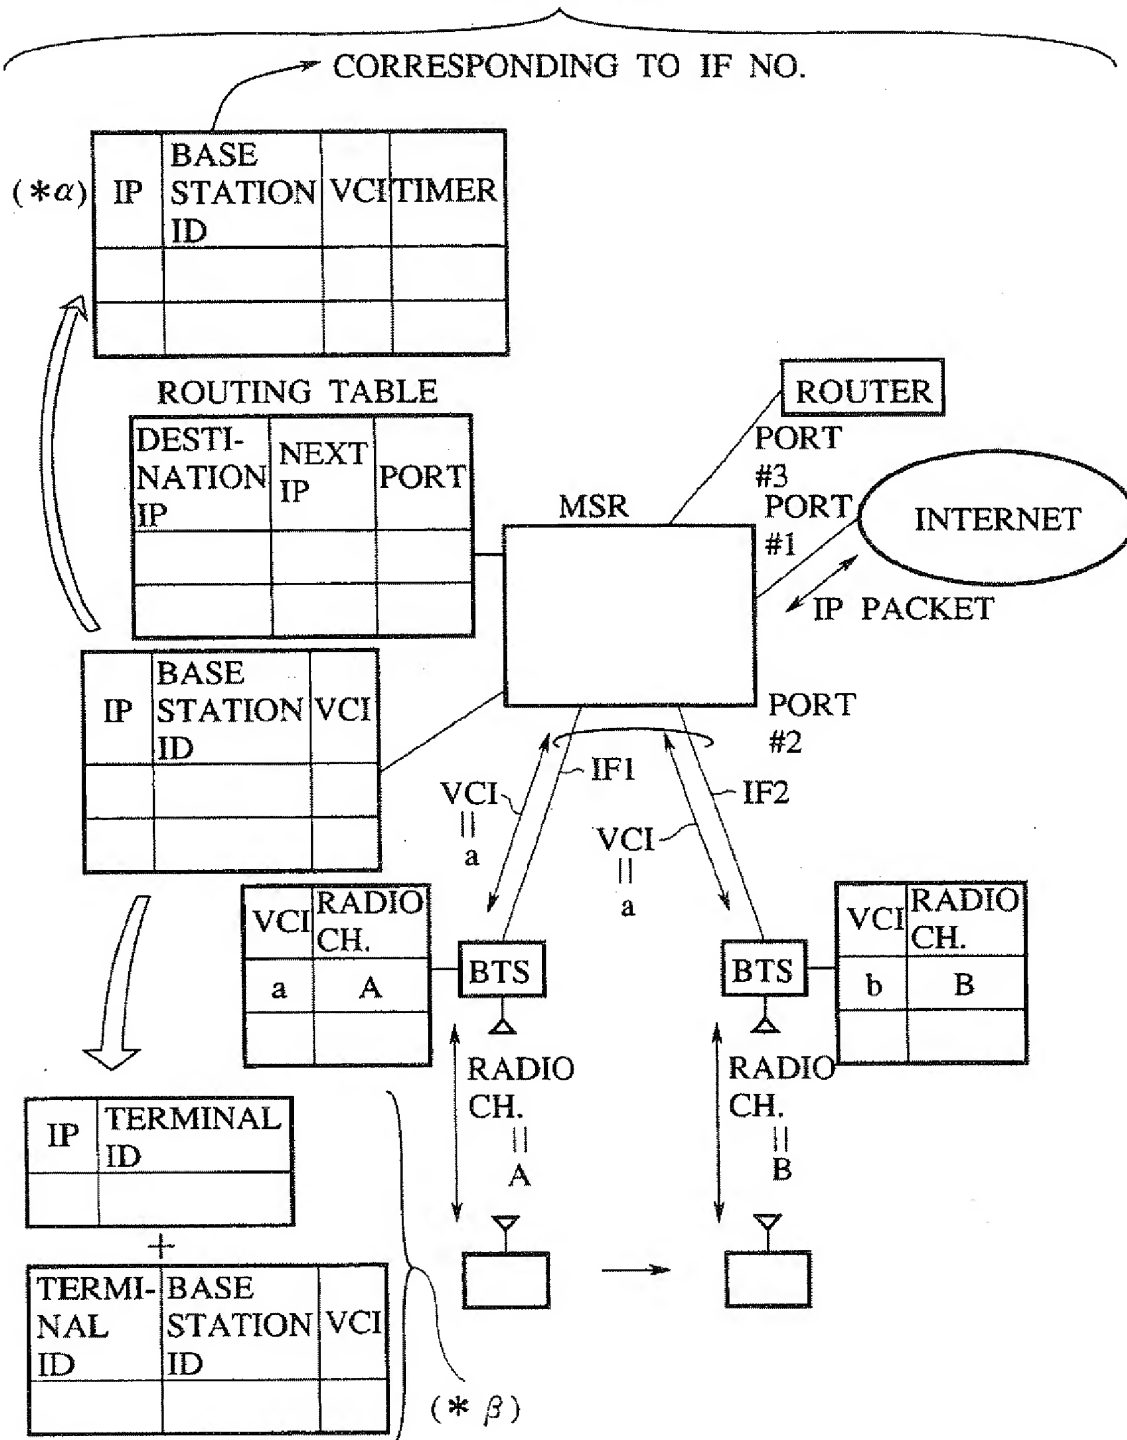 CORRESPONDING TO IF NO.
(*α)
IP
BASE
STATION
ID
VCI
TIMER
ROUTING TABLE
DESTI-
NATION
IP
NEXT
IP
PORT
ROUTER
PORT
#3
MSR
PORT
#1
INTERNET
IP PACKET
IP
BASE
STATION
ID
VCI
PORT
#2
IF1
IF2
VCI
||
a
VCI
||
a
VCI
RADIO
CH.
a
A
BTS
BTS
VCI
RADIO
CH.
b
B
RADIO
CH.
||
A
RADIO
CH.
||
B
IP
TERMINAL
ID
+
TERMI-
NAL
ID
BASE
STATION
ID
VCI
(* β)